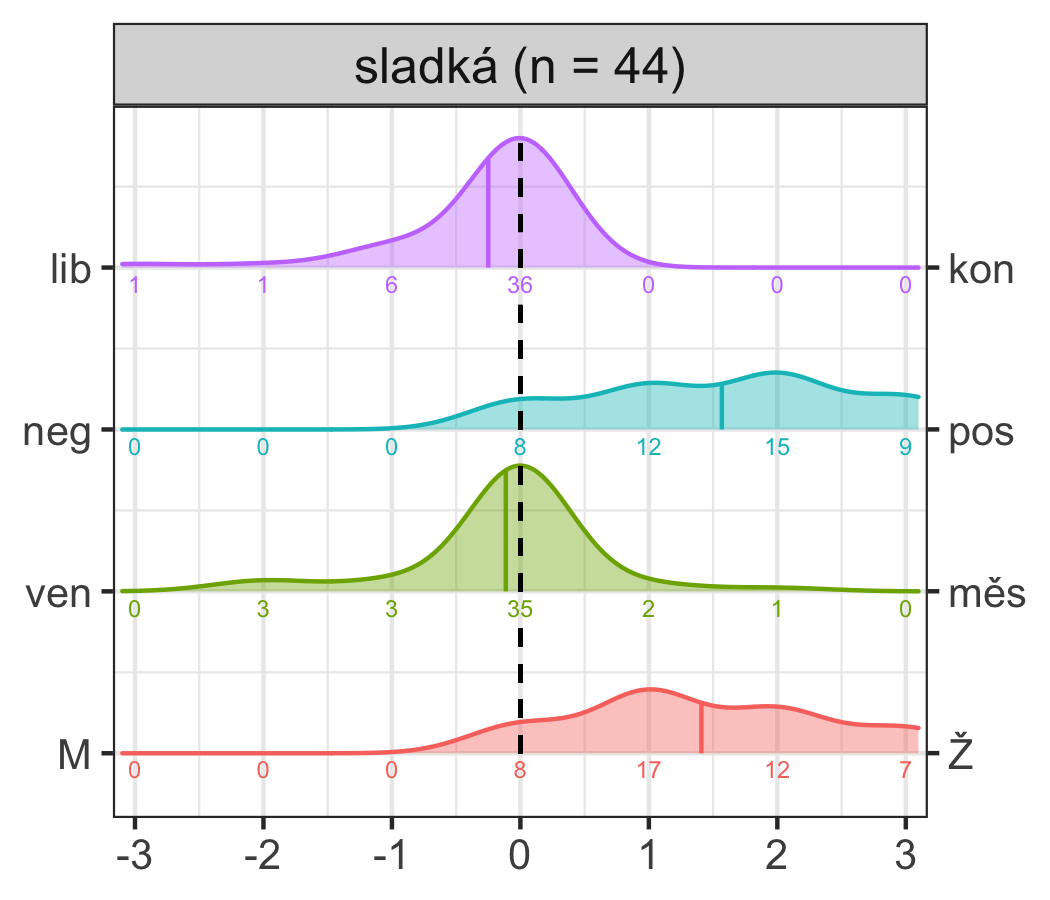 sladká (n = 44)
lib kon
1 1 6 36 0 0 0
neg pos
0 0 0 8 12 15 9
ven měs
0 3 3 35 2 1 0
M Ž
0 0 0 8 17 12 7
-3 -2 -1 0 1 2 3